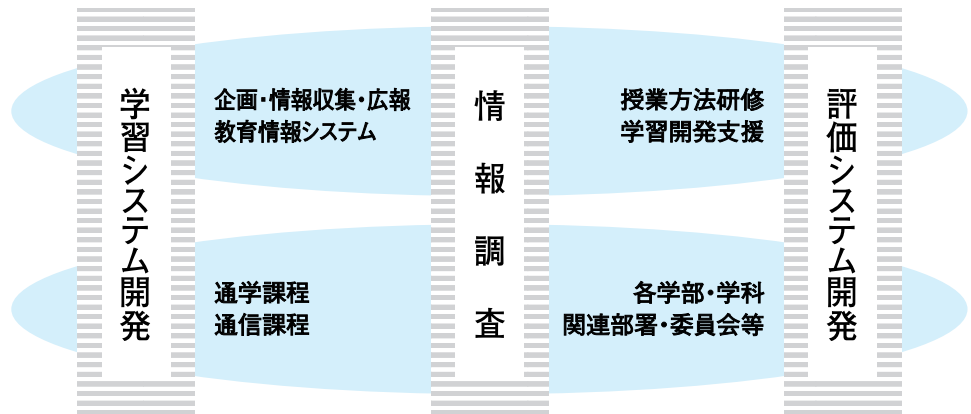 学習システム開発
企画・情報収集・広報
教育情報システム
通学課程
通信課程
情報調査
授業方法研修
学習開発支援
各学部・学科
関連部署・委員会等
評価システム開発